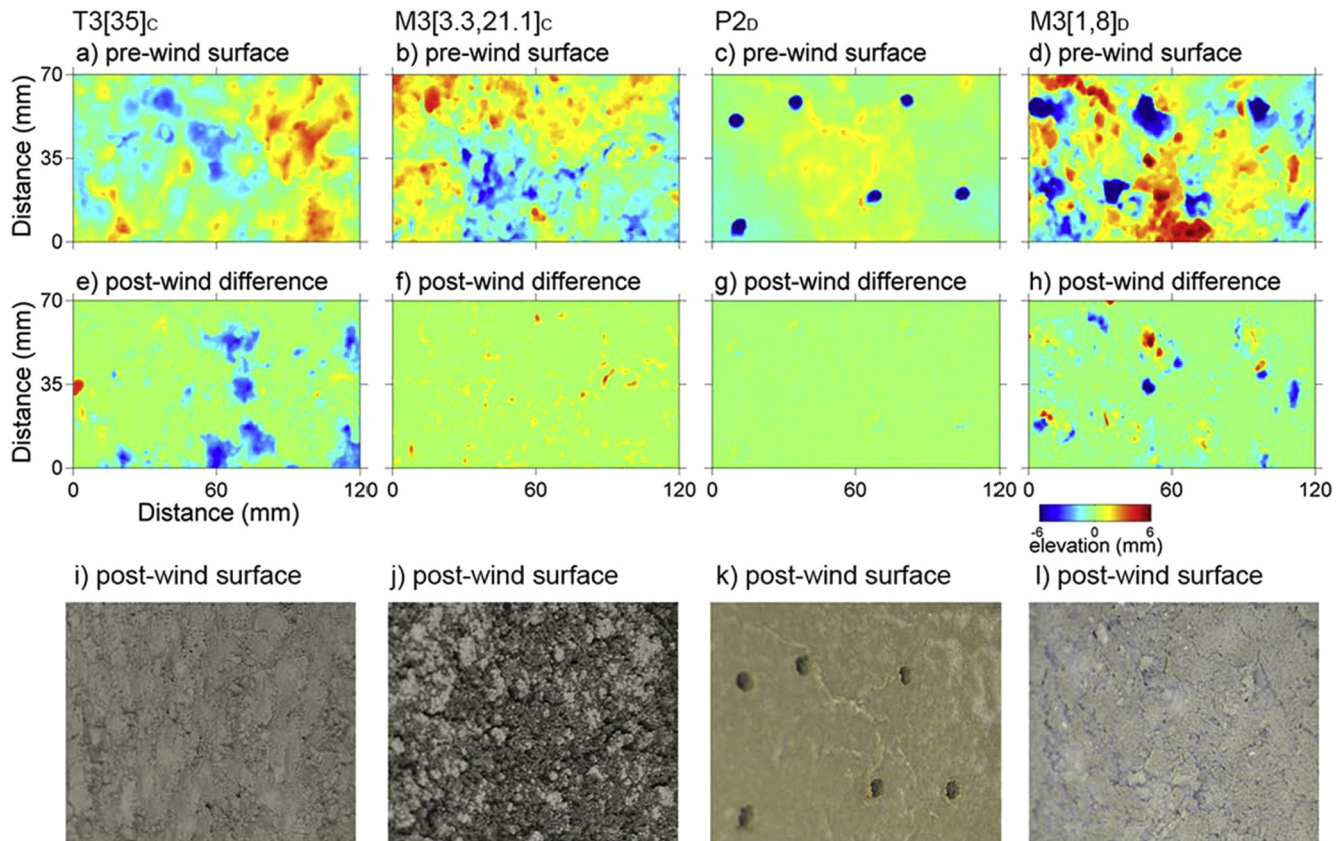 T3[35]C M3[3.3,21.1]C P2D M3[1,8]D
a) pre-wind surface b) pre-wind surface c) pre-wind surface d) pre-wind surface
70
35
0
Distance (mm)
0 60 120 0 60 120 0 60 120 0 60 120
e) post-wind difference f) post-wind difference g) post-wind difference h) post-wind difference
70
35
0
Distance (mm)
Distance (mm)
-6 0 6
elevation (mm)
i) post-wind surface j) post-wind surface k) post-wind surface l) post-wind surface